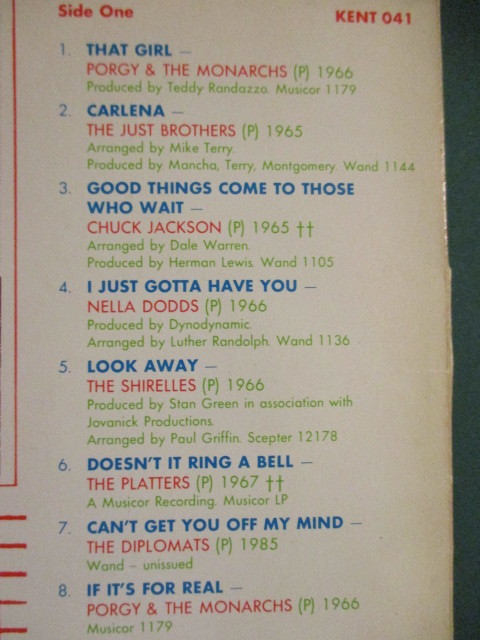 Side One
KENT 041
1. THAT GIRL –
PORGY & THE MONARCHS (P) 1966
Produced by Teddy Randazzo. Musicor 1179
2. CARLENA –
THE JUST BROTHERS (P) 1965
Arranged by Mike Terry.
Produced by Mancha, Terry, Montgomery. Wand 1144
3. GOOD THINGS COME TO THOSE
WHO WAIT –
CHUCK JACKSON (P) 1965 ††
Arranged by Dale Warren.
Produced by Herman Lewis. Wand 1105
4. I JUST GOTTA HAVE YOU –
NELLA DODDS (P) 1966
Produced by Dynodynamic.
Arranged by Luther Randolph. Wand 1136
5. LOOK AWAY –
THE SHIRELLES (P) 1966
Produced by Stan Green in association with
Jovanick Productions.
Arranged by Paul Griffin. Scepter 12178
6. DOESN'T IT RING A BELL –
THE PLATTERS (P) 1967 ††
A Musicor Recording. Musicor LP
7. CAN'T GET YOU OFF MY MIND –
THE DIPLOMATS (P) 1985
Wand – unissued
8. IF IT'S FOR REAL –
PORGY & THE MONARCHS (P) 1966
Musicor 1179